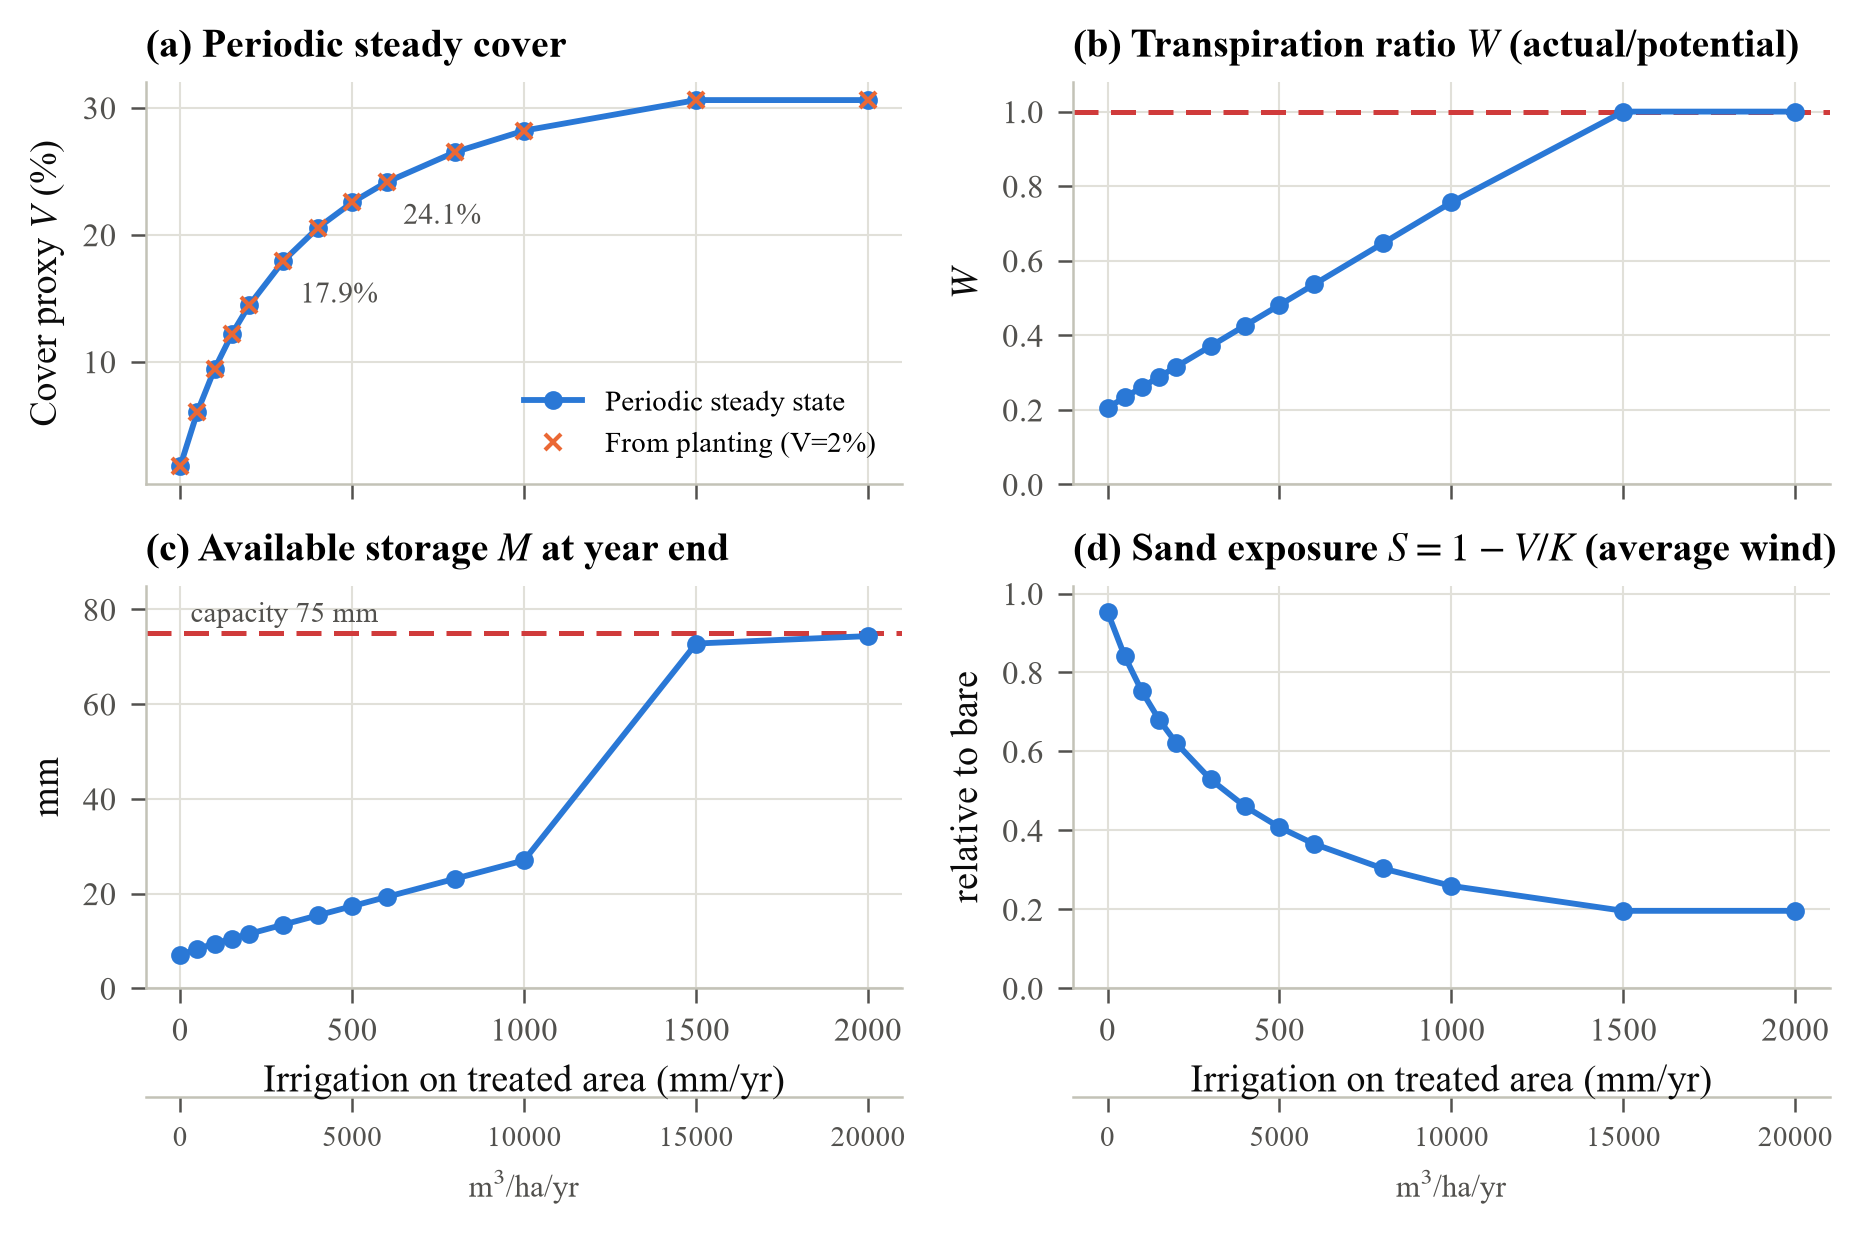 (a) Periodic steady cover
Cover proxy V (%)
30
20
10
17.9%
24.1%
Periodic steady state
From planting (V=2%)
(b) Transpiration ratio W (actual/potential)
W
1.0
0.8
0.6
0.4
0.2
0.0
(c) Available storage M at year end
mm
80
60
40
20
0
capacity 75 mm
0 500 1000 1500 2000
Irrigation on treated area (mm/yr)
0 5000 10000 15000 20000
m³/ha/yr
(d) Sand exposure S = 1 − V/K (average wind)
relative to bare
1.0
0.8
0.6
0.4
0.2
0.0
0 500 1000 1500 2000
Irrigation on treated area (mm/yr)
0 5000 10000 15000 20000
m³/ha/yr